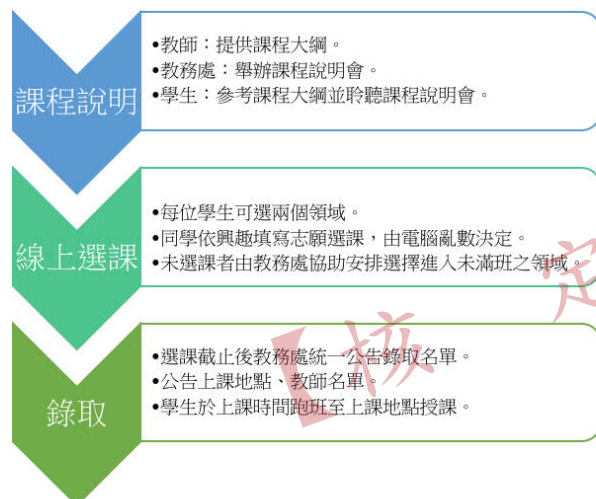 課程說明
•教師：提供課程大綱。
•教務處：舉辦課程說明會。
•學生：參考課程大綱並聆聽課程說明會。
線上選課
•每位學生可選兩個領域。
•同學依興趣填寫志願選課，由電腦亂數決定。
•未選課者由教務處協助安排選擇進入未滿班之領域。
錄取
•選課截止後教務處統一公告錄取名單。
•公告上課地點、教師名單。
•學生於上課時間跑班至上課地點授課。
【核 定